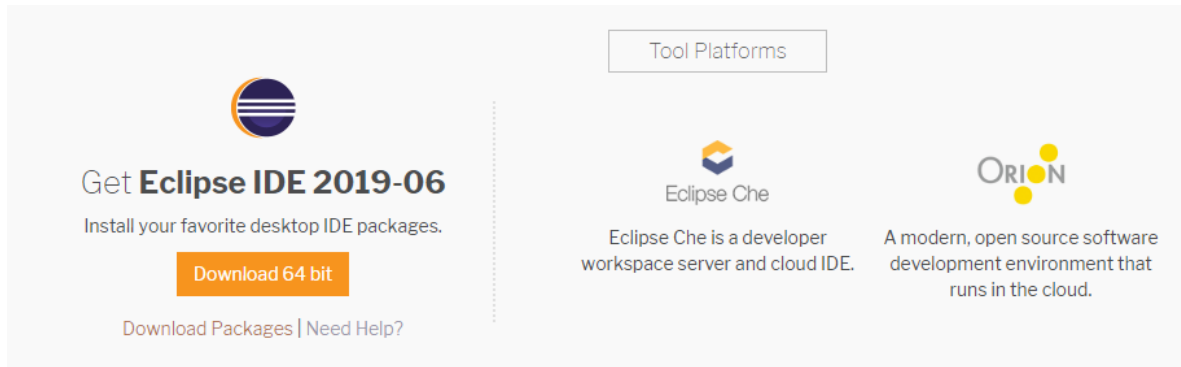 Get Eclipse IDE 2019-06
Install your favorite desktop IDE packages.
Download 64 bit
Download Packages | Need Help?
Tool Platforms
Eclipse Che
Eclipse Che is a developer
workspace server and cloud IDE.
ORION
A modern, open source software
development environment that
runs in the cloud.